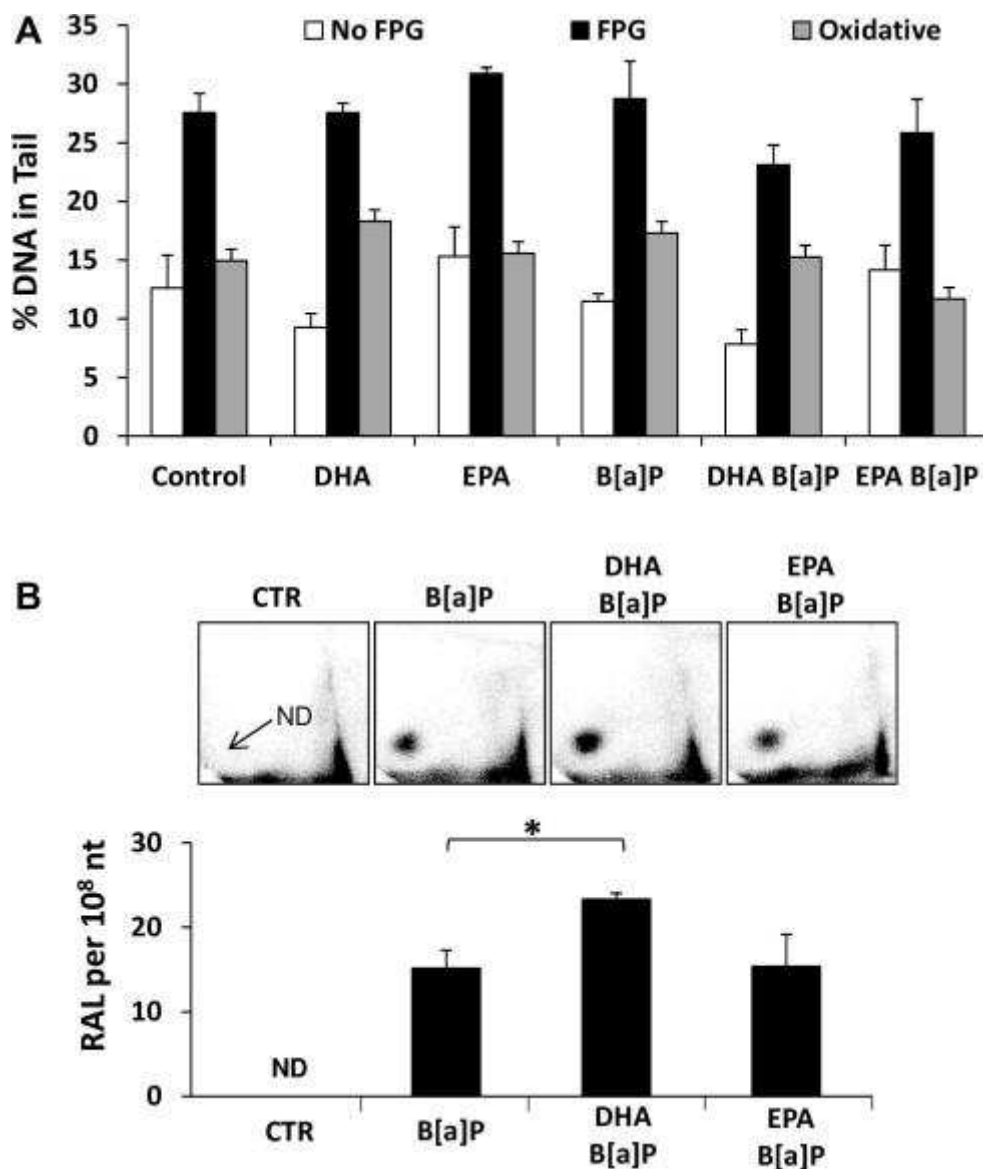 A
No FPG FPG Oxidative
% DNA in Tail
35
30
25
20
15
10
5
0
Control DHA EPA B[a]P DHA B[a]P EPA B[a]P
B
CTR B[a]P DHA B[a]P EPA B[a]P
ND
*
RAL per 10⁸ nt
30
20
10
0
ND
CTR B[a]P DHA B[a]P EPA B[a]P